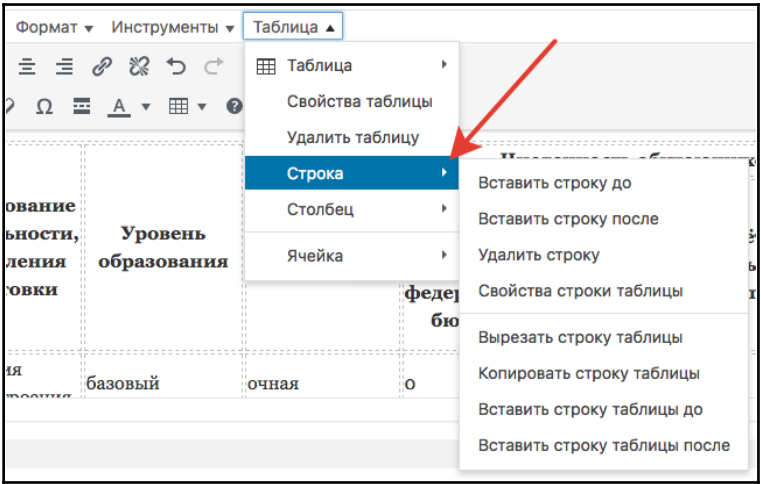 Формат Инструменты Таблица
Таблица
Свойства таблицы
Удалить таблицу
Строка
Столбец
Ячейка
Вставить строку до
Вставить строку после
Удалить строку
Свойства строки таблицы
Вырезать строку таблицы
Копировать строку таблицы
Вставить строку таблицы до
Вставить строку таблицы после
Уровень
образования
базовый
очная
0